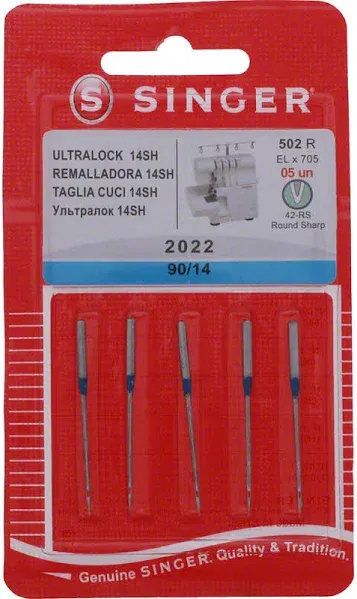 S SINGER®
ULTRALOCK 14SH
REMALLADORA 14SH
TAGLIA CUCI 14SH
Ультралок 14SH
502 R
EL x 705
05 un
42-RS
Round Sharp
2022
90/14
Genuine SINGER. Quality & Tradition.